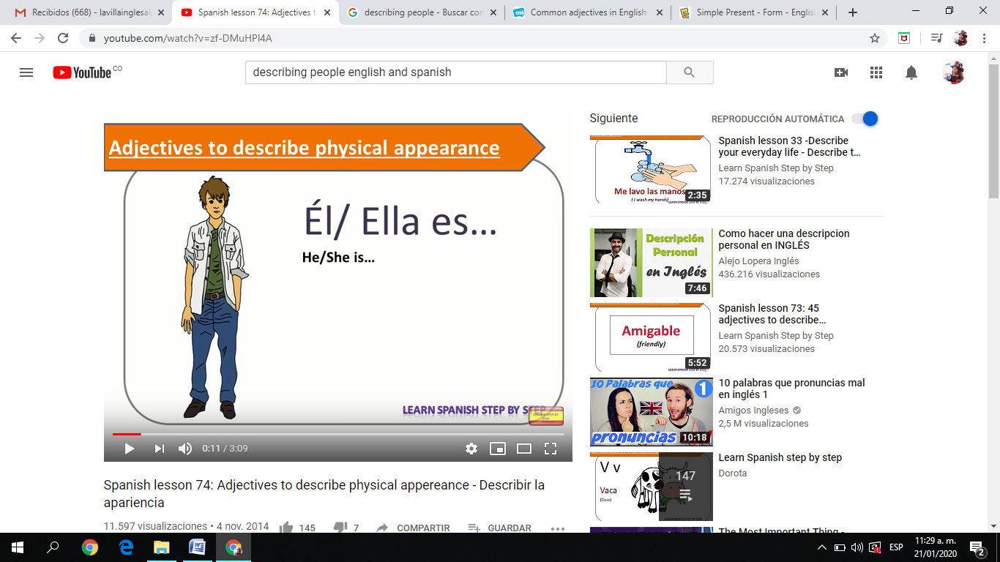 Recibidos (668) - lavillainglesa
Spanish lesson 74: Adjectives t
describing people - Buscar con
Common adjectives in English
Simple Present - Form - Englis
youtube.com/watch?v=zf-DMuHPl4A
YouTube CO
describing people english and spanish
Adjectives to describe physical appearance
Él/ Ella es...
He/She is...
LEARN SPANISH STEP BY STEP
0:11 / 3:09
Spanish lesson 74: Adjectives to describe physical appereance - Describir la
apariencia
11.597 visualizaciones • 4 nov. 2014
145
7
COMPARTIR
GUARDAR
Siguiente
REPRODUCCIÓN AUTOMÁTICA
Me lavo las manos
(I wash my hands)
LEARN SPANISH STEP BY STEP
2:35
Spanish lesson 33 -Describe
your everyday life - Describe t...
Learn Spanish Step by Step
17.274 visualizaciones
Descripción
Personal
en Inglés
7:46
Como hacer una descripcion
personal en INGLÉS
Alejo Lopera Inglés
436.216 visualizaciones
Amigable
(friendly)
5:52
Spanish lesson 73: 45
adjectives to describe...
Learn Spanish Step by Step
20.573 visualizaciones
10 Palabras que
1
pronuncias
10:18
10 palabras que pronuncias mal
en inglés 1
Amigos Ingleses
2,5 M visualizaciones
V v
Vaca
(Cow)
147
Learn Spanish step by step
Dorota
The Most Important Thing -
ESP
11:29 a. m.
21/01/2020
2